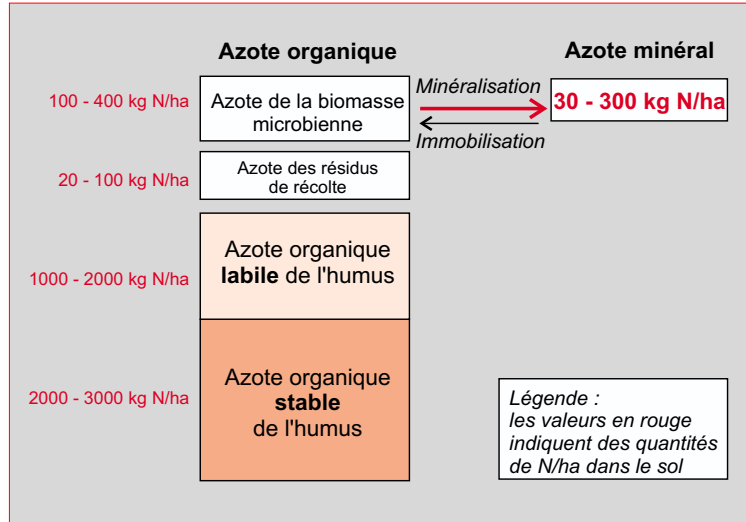 Azote organique
Azote minéral
100 - 400 kg N/ha
Azote de la biomasse
microbienne
Minéralisation
Immobilisation
30 - 300 kg N/ha
20 - 100 kg N/ha
Azote des résidus
de récolte
1000 - 2000 kg N/ha
Azote organique
labile de l'humus
2000 - 3000 kg N/ha
Azote organique
stable
de l'humus
Légende :
les valeurs en rouge
indiquent des quantités
de N/ha dans le sol